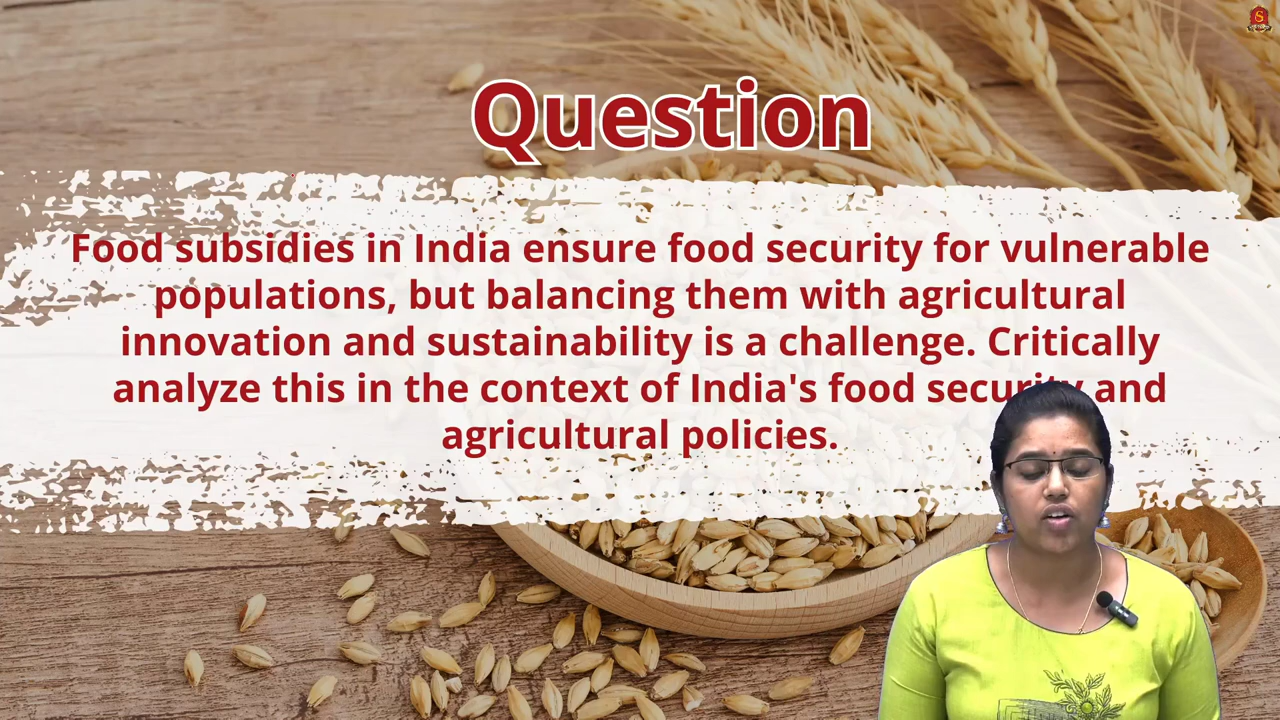 Question
Food subsidies in India ensure food security for vulnerable
populations, but balancing them with agricultural
innovation and sustainability is a challenge. Critically
analyze this in the context of India's food security and
agricultural policies.